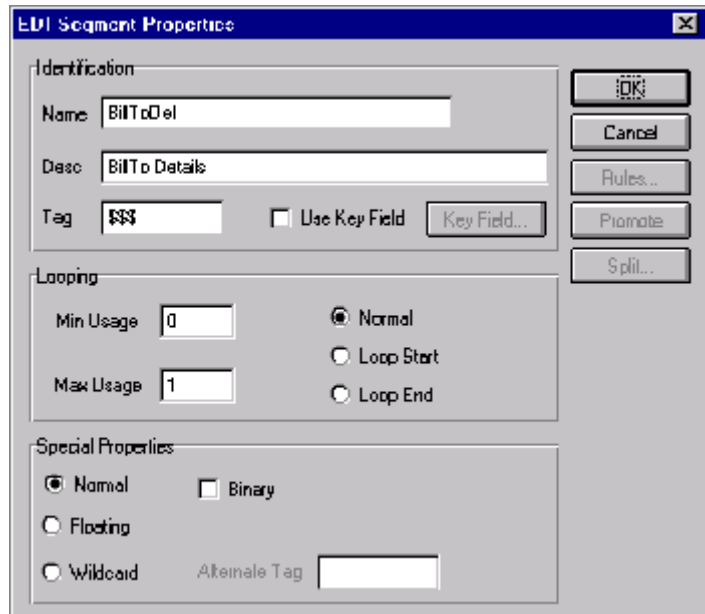 EDI Segment Properties
Identification
OK
Name BillToDel
Cancel
Desc BillTo Details
Rules...
Tag $$$ Use Key Field Key Field...
Promote
Split...
Looping
Min Usage 0 Normal
Loop Start
Max Usage 1
Loop End
Special Properties
Normal Binary
Floating
Wildcard Alternale Tag